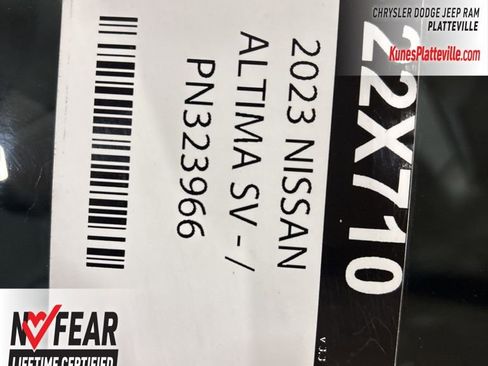 CHRYSLER DODGE JEEP RAM
PLATTEVILLE
KunesPlatteville.com
22X710
2023 NISSAN
ALTIMA SV - /
PN323966
NO FEAR
LIFETIME CERTIFIED